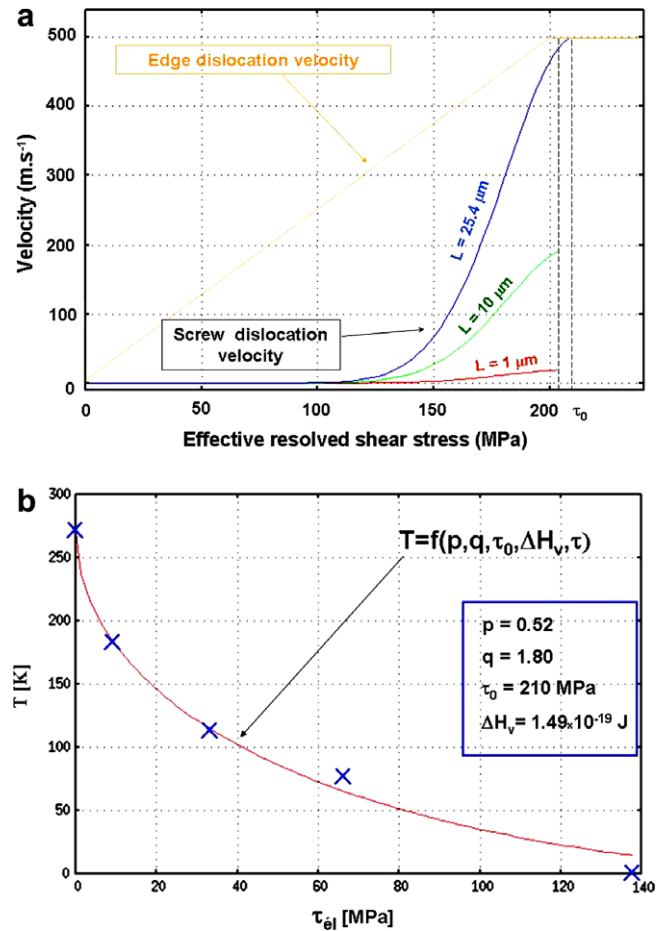 a
500
400
300
200
100
0
Velocity (m.s⁻¹)
Edge dislocation velocity
L = 25.4 μm
L = 10 μm
L = 1 μm
Screw dislocation
velocity
0 50 100 150 200 τ₀
Effective resolved shear stress (MPa)
b
300
250
200
150
100
50
0
T [K]
T=f(p,q,τ₀,ΔHᵥ,τ)
p = 0.52
q = 1.80
τ₀ = 210 MPa
ΔHᵥ= 1.49×10⁻¹⁹ J
0 20 40 60 80 100 120 140
τél [MPa]